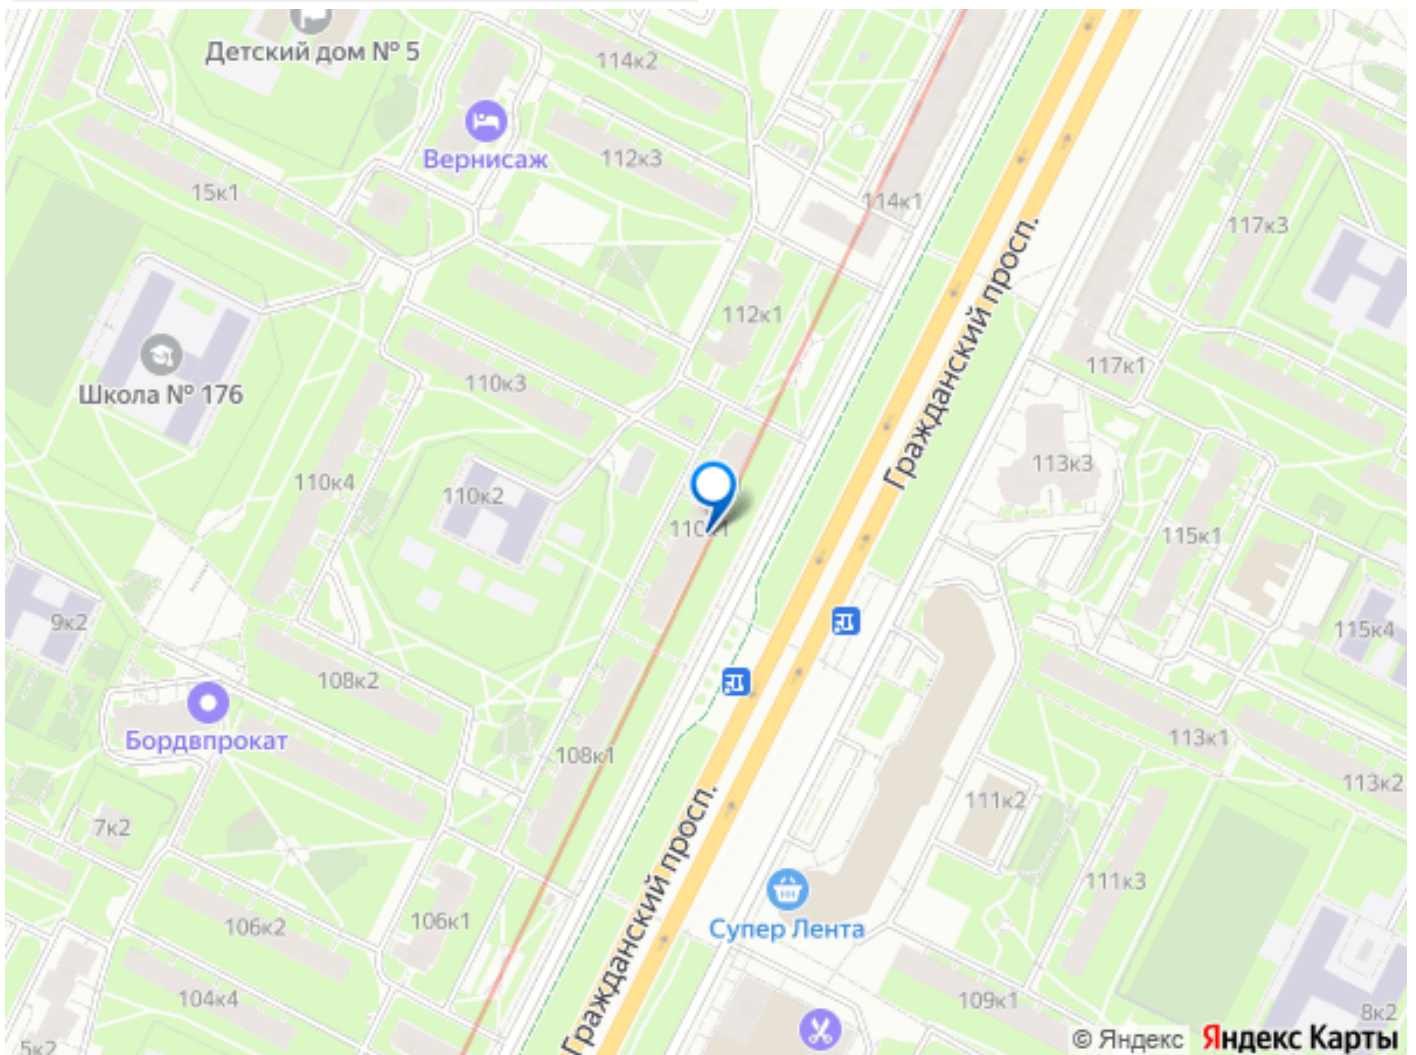 Детский дом № 5
114к2
Вернисаж
112к3
15к1
114к1
117к3
112к1
Гражданский просп.
Школа № 176
110к3
117к1
110к4
110к2
113к3
110к1
115к1
9к2
115к4
108к2
Бордвпрокат
108к1
113к1
113к2
7к2
111к2
Гражданский просп.
111к3
106к2
106к1
Супер Лента
104к4
109к1
8к2
5к2
© Яндекс Яндекс Карты